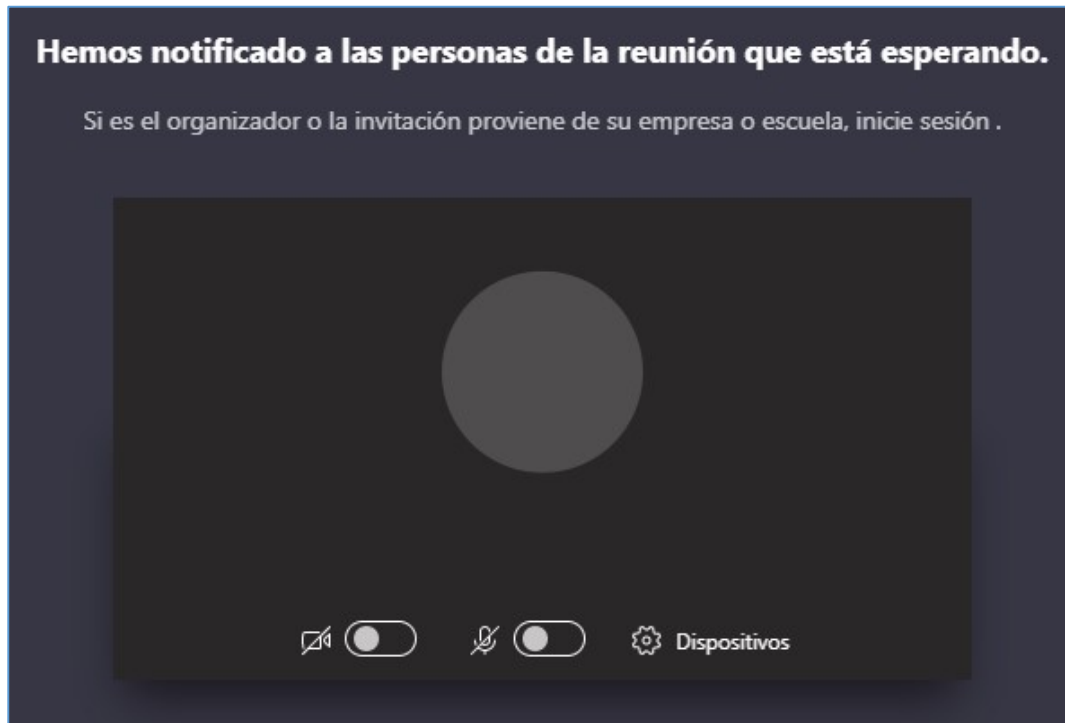 Hemos notificado a las personas de la reunión que está esperando.
Si es el organizador o la invitación proviene de su empresa o escuela, inicie sesión .
Dispositivos